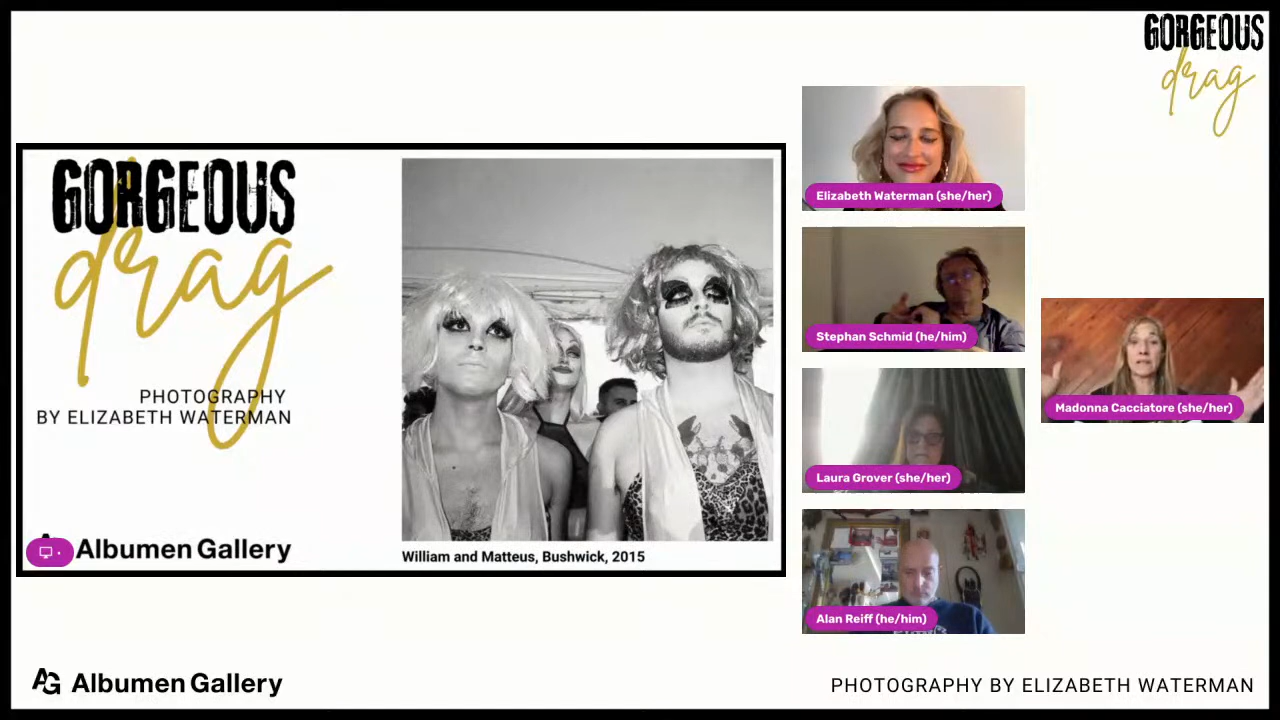 GORGEOUS
drag
GORGEOUS
drag
PHOTOGRAPHY
BY ELIZABETH WATERMAN
Albumen Gallery
William and Matteus, Bushwick, 2015
Elizabeth Waterman (she/her)
Stephan Schmid (he/him)
Laura Grover (she/her)
Alan Reiff (he/him)
Madonna Cacciatore (she/her)
AG Albumen Gallery
PHOTOGRAPHY BY ELIZABETH WATERMAN